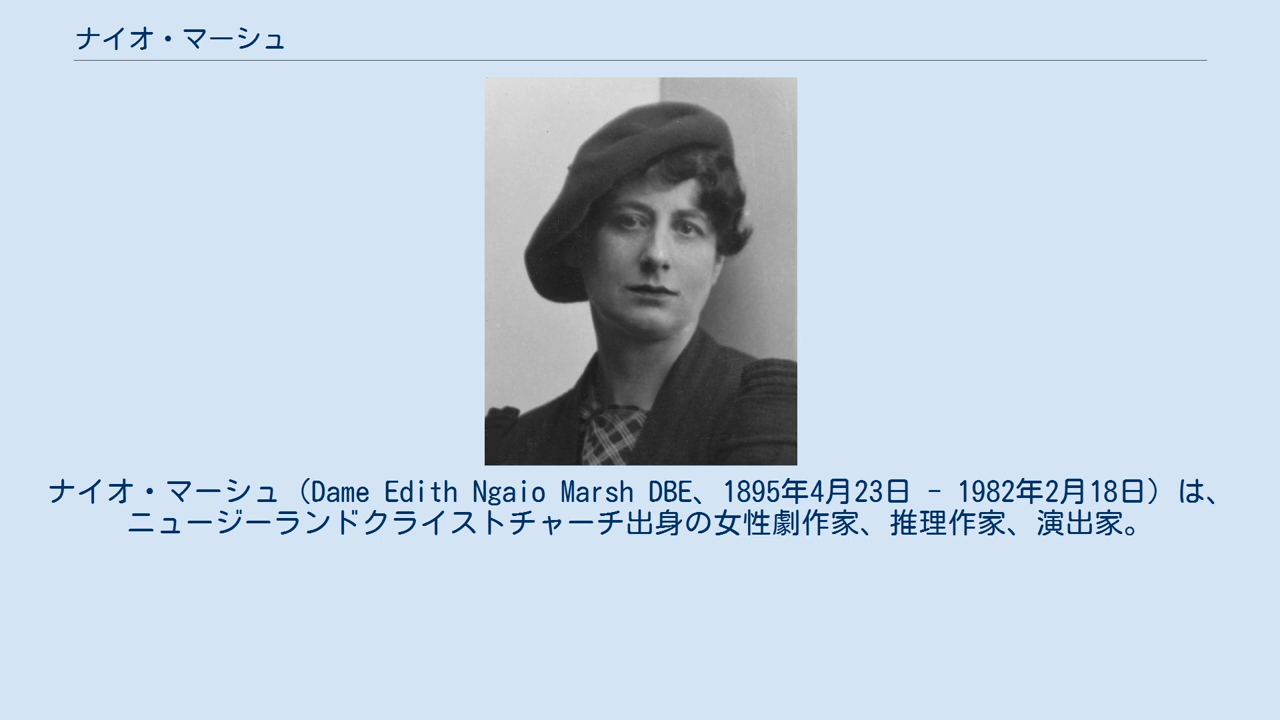 ナイオ・マーシュ
ナイオ・マーシュ（Dame Edith Ngaio Marsh DBE、1895年4月23日 - 1982年2月18日）は、
ニュージーランドクライストチャーチ出身の女性劇作家、推理作家、演出家。